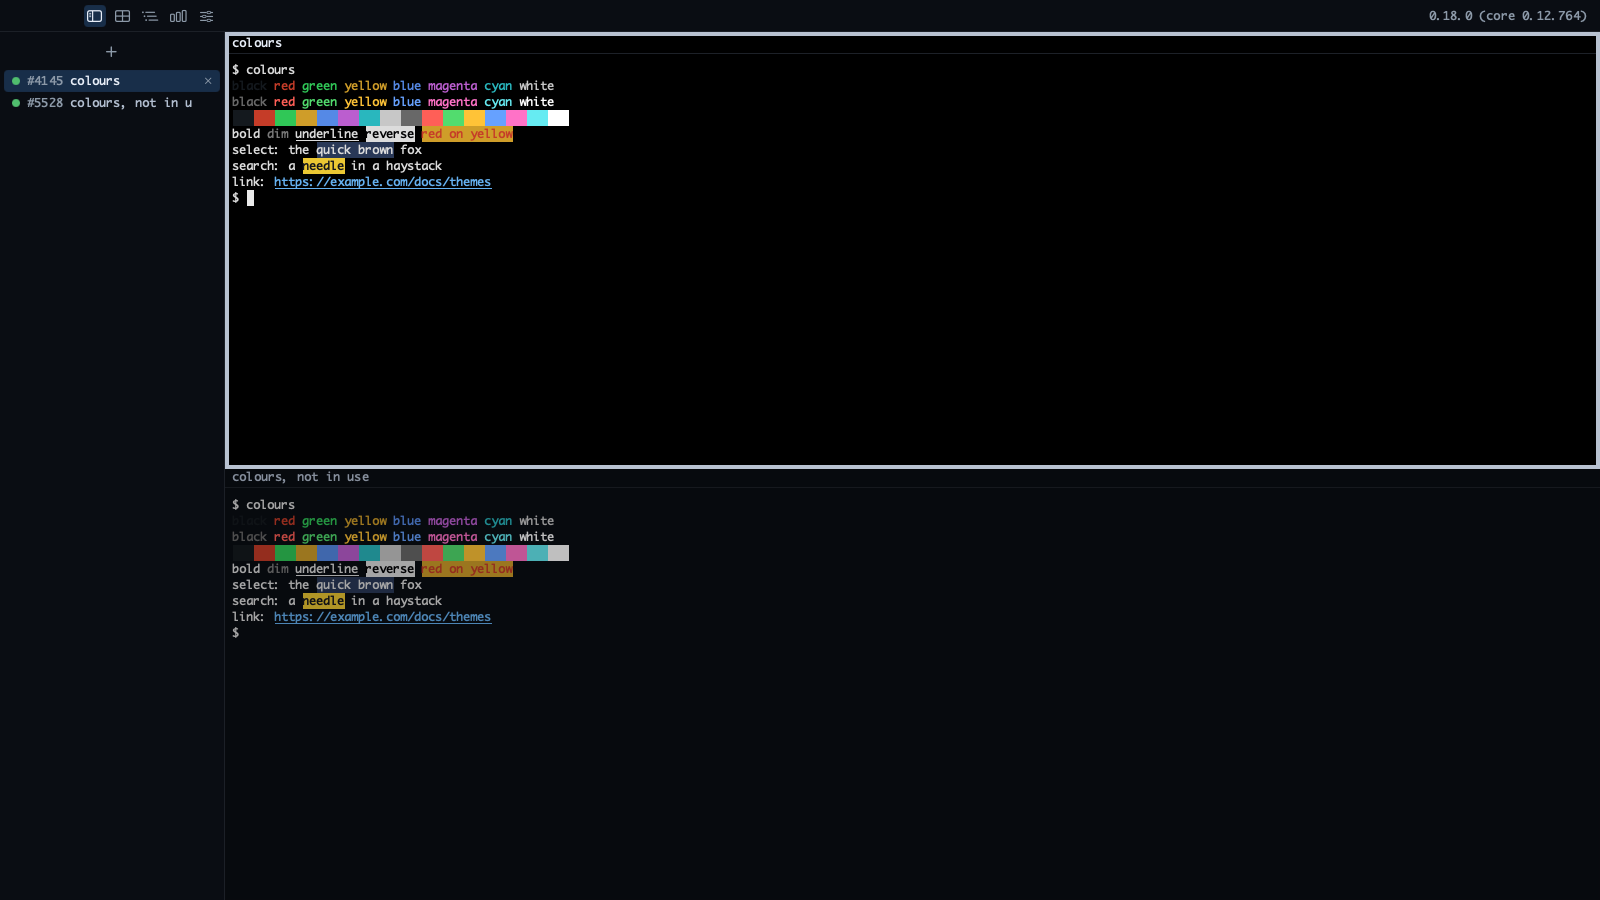 0.18.0 (core 0.12.764)
+
#4145 colours ×
#5528 colours, not in u
colours
$ colours
black red green yellow blue magenta cyan white
black red green yellow blue magenta cyan white
bold dim underline reverse red on yellow
select: the quick brown fox
search: a needle in a haystack
link: https://example.com/docs/themes
$
colours, not in use
$ colours
black red green yellow blue magenta cyan white
black red green yellow blue magenta cyan white
bold dim underline reverse red on yellow
select: the quick brown fox
search: a needle in a haystack
link: https://example.com/docs/themes
$